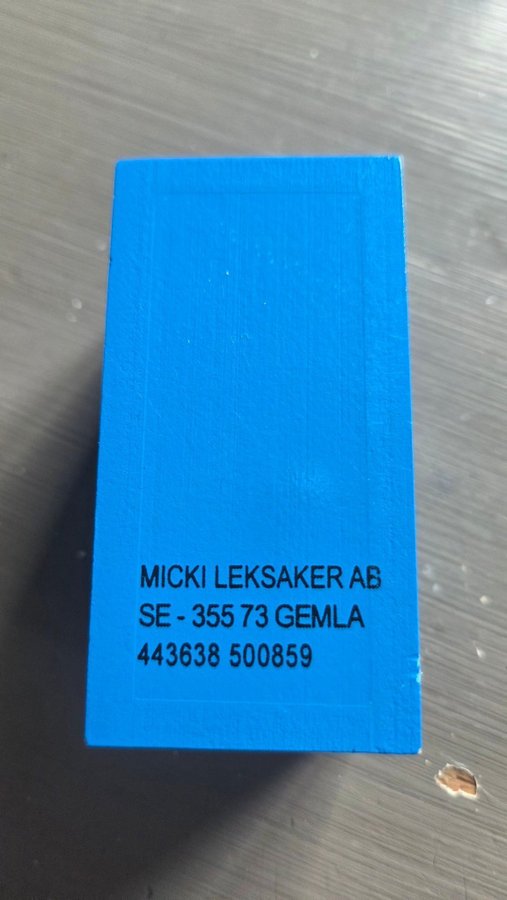 MICKI LEKSAKER AB
SE - 355 73 GEMLA
443638 500859